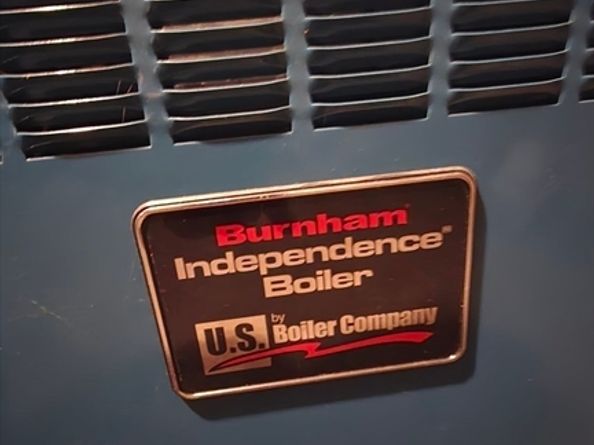 Burnham
Independence®
Boiler
by
U.S. Boiler Company